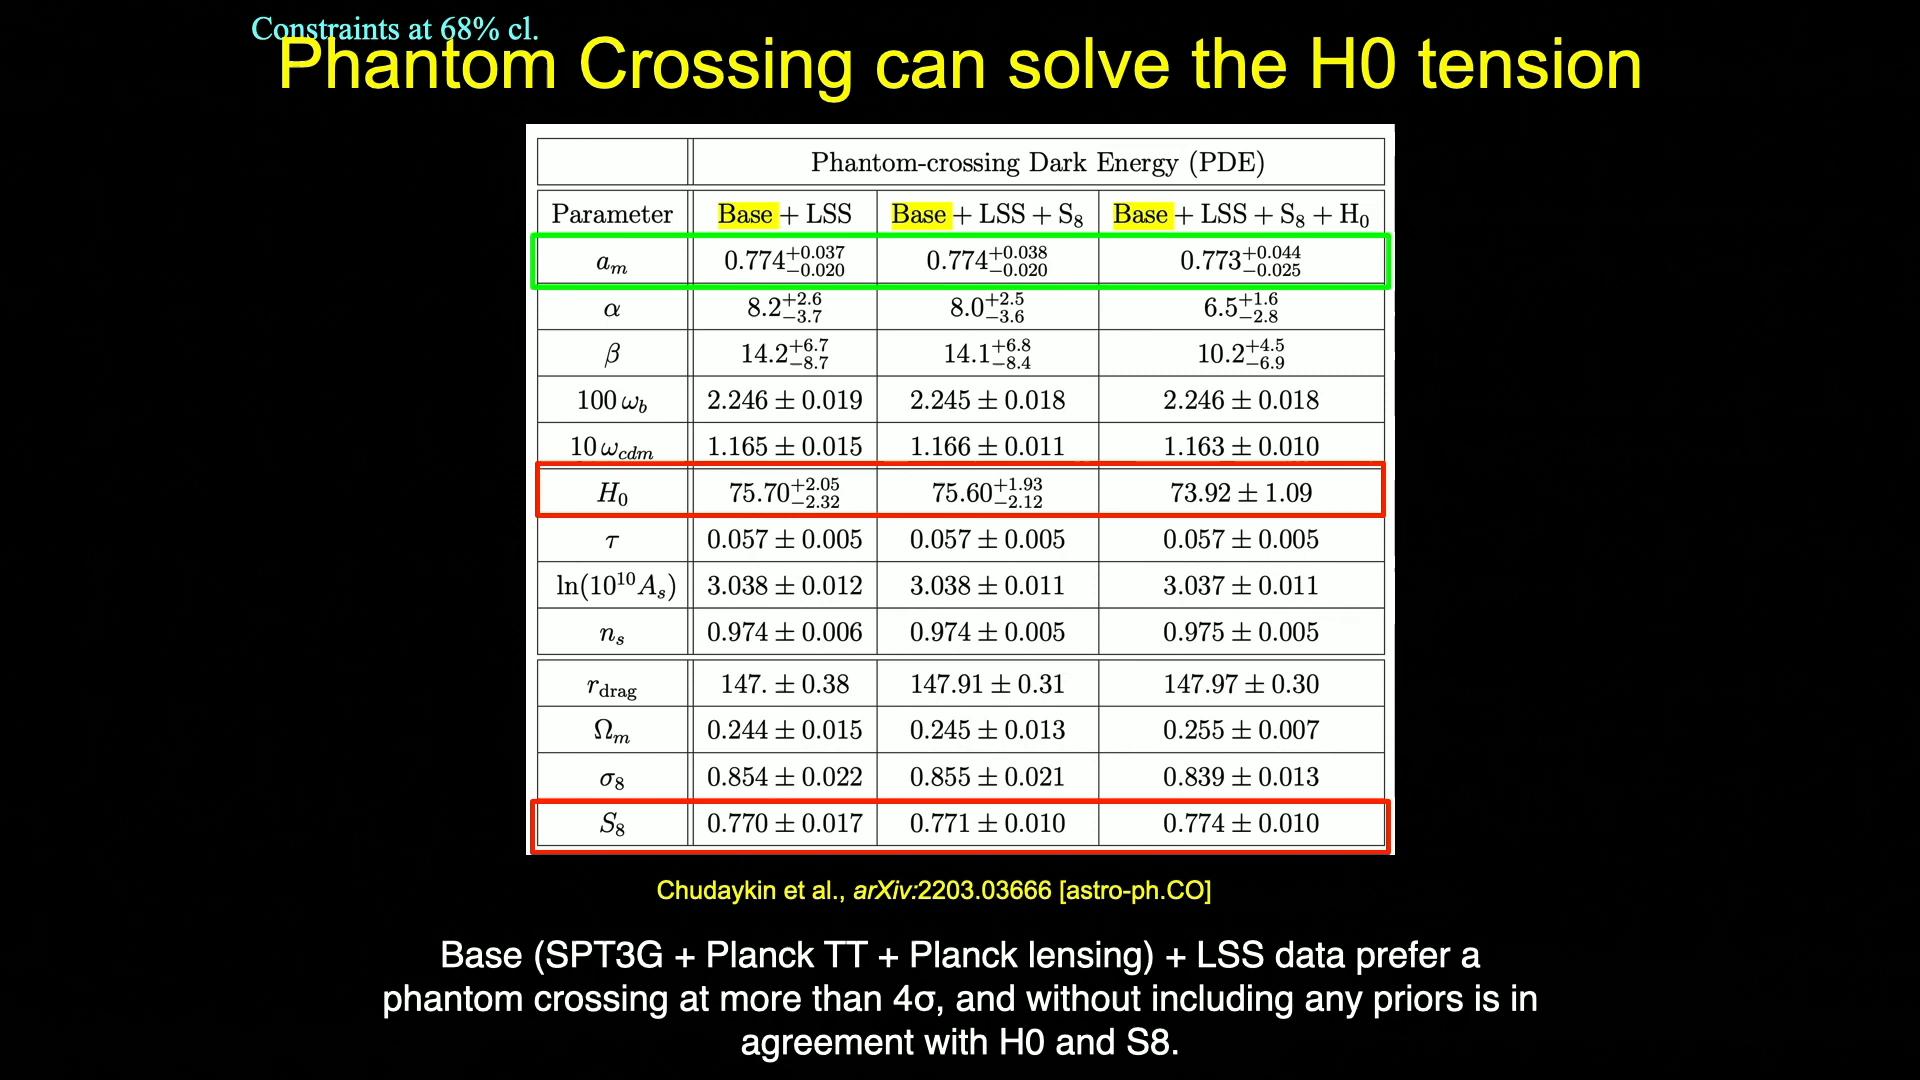 Constraints at 68% cl.
Phantom Crossing can solve the H0 tension
Phantom-crossing Dark Energy (PDE)
Parameter Base + LSS Base + LSS + S₈ Base + LSS + S₈ + H₀
aₘ 0.774+0.037−0.020 0.774+0.038−0.020 0.773+0.044−0.025
α 8.2+2.6−3.7 8.0+2.5−3.6 6.5+1.6−2.8
β 14.2+6.7−8.7 14.1+6.8−8.4 10.2+4.5−6.9
100 ω_b 2.246 ± 0.019 2.245 ± 0.018 2.246 ± 0.018
10 ω_cdm 1.165 ± 0.015 1.166 ± 0.011 1.163 ± 0.010
H₀ 75.70+2.05−2.32 75.60+1.93−2.12 73.92 ± 1.09
τ 0.057 ± 0.005 0.057 ± 0.005 0.057 ± 0.005
ln(10¹⁰Aₛ) 3.038 ± 0.012 3.038 ± 0.011 3.037 ± 0.011
nₛ 0.974 ± 0.006 0.974 ± 0.005 0.975 ± 0.005
r_drag 147. ± 0.38 147.91 ± 0.31 147.97 ± 0.30
Ωₘ 0.244 ± 0.015 0.245 ± 0.013 0.255 ± 0.007
σ₈ 0.854 ± 0.022 0.855 ± 0.021 0.839 ± 0.013
S₈ 0.770 ± 0.017 0.771 ± 0.010 0.774 ± 0.010
Chudaykin et al., arXiv:2203.03666 [astro-ph.CO]
Base (SPT3G + Planck TT + Planck lensing) + LSS data prefer a
phantom crossing at more than 4σ, and without including any priors is in
agreement with H0 and S8.